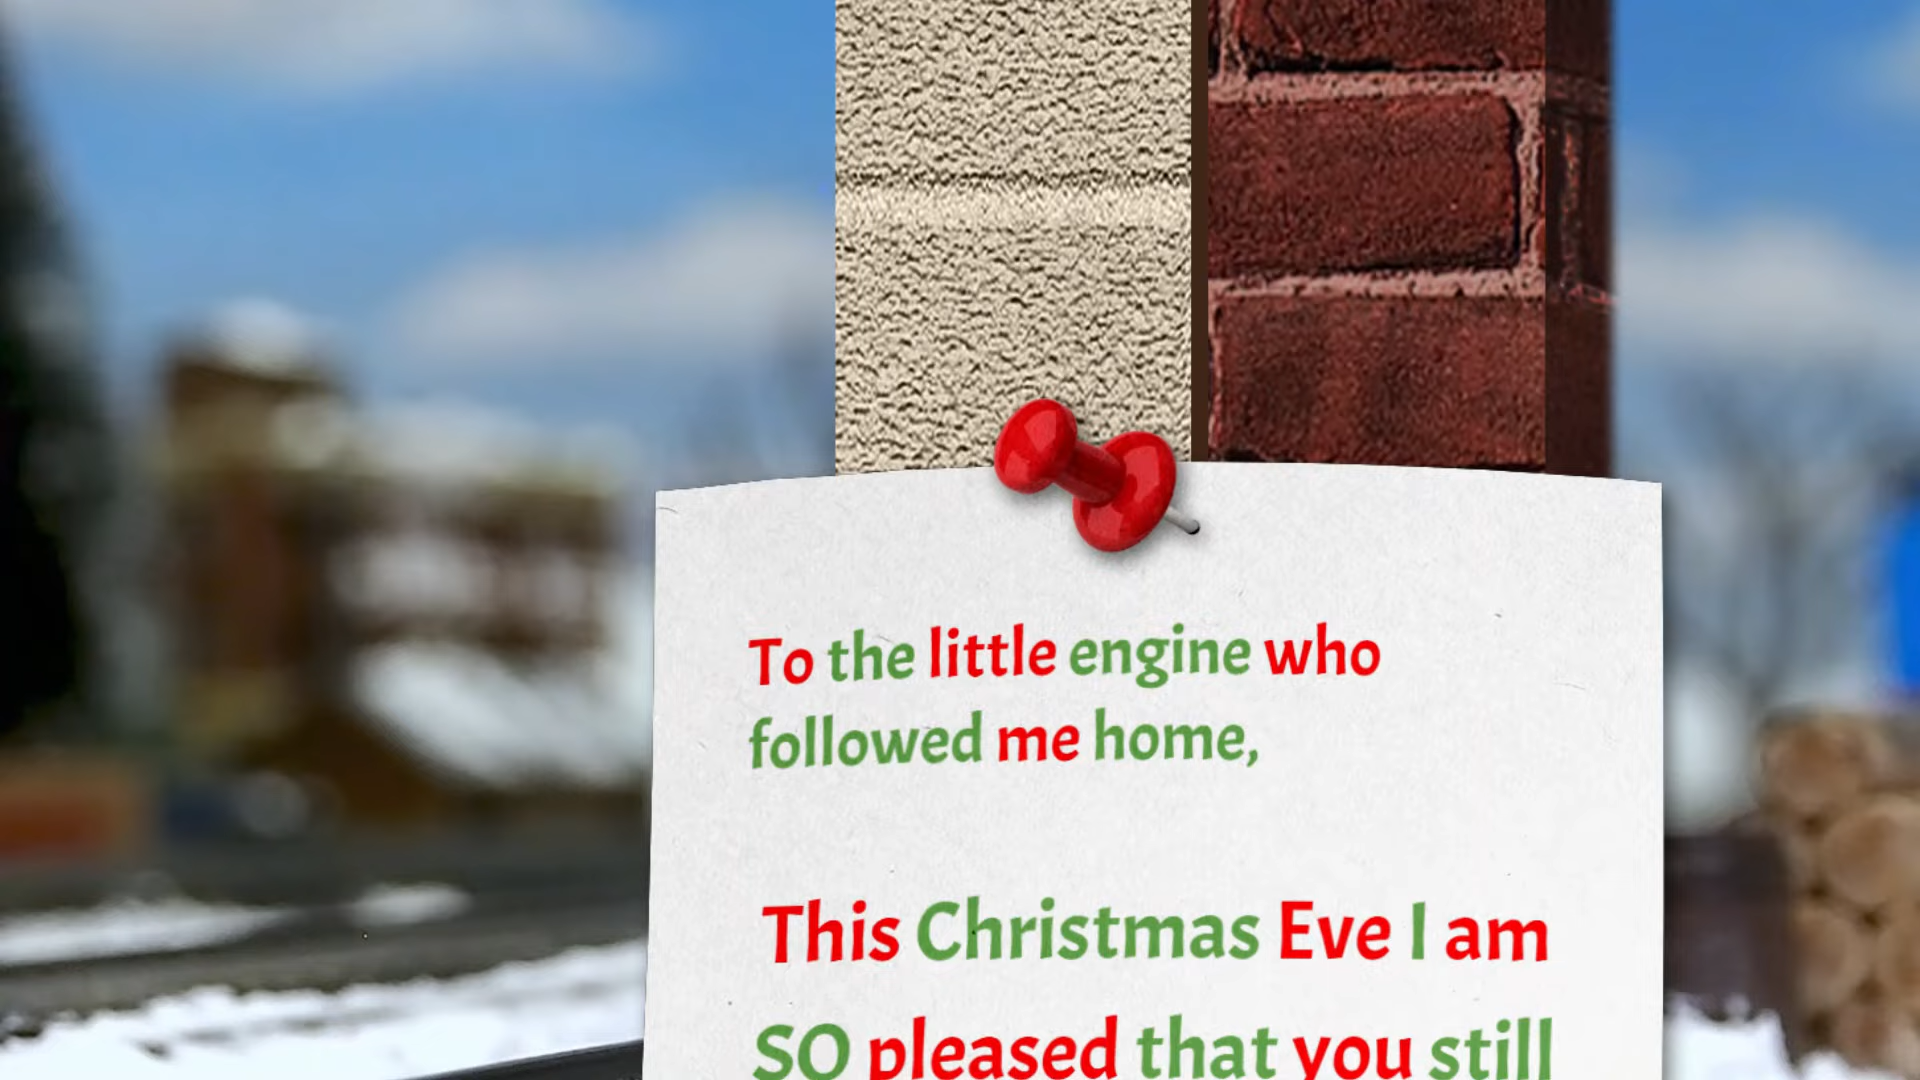 To the little engine who
followed me home,
This Christmas Eve I am
SO pleased that you still